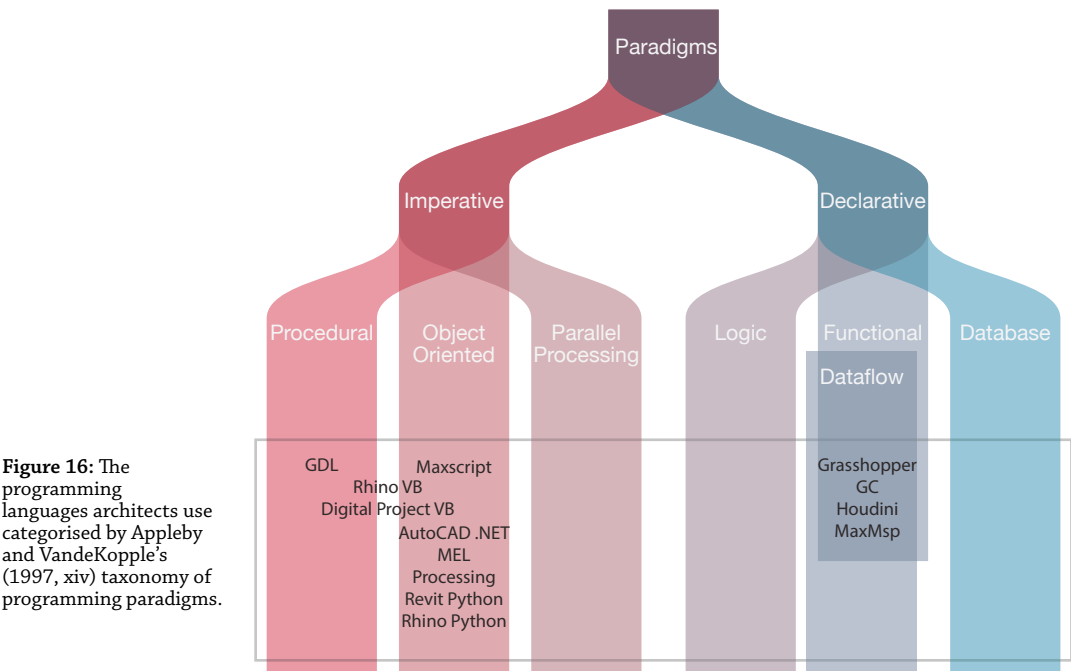 Paradigms
Imperative
Declarative
Procedural
Object
Oriented
Parallel
Processing
Logic
Functional
Database
Dataflow
GDL
Maxscript
Rhino VB
Digital Project VB
AutoCAD .NET
MEL
Processing
Revit Python
Rhino Python
Grasshopper
GC
Houdini
MaxMsp
Figure 16: The
programming
languages architects use
categorised by Appleby
and VandeKopple's
(1997, xiv) taxonomy of
programming paradigms.